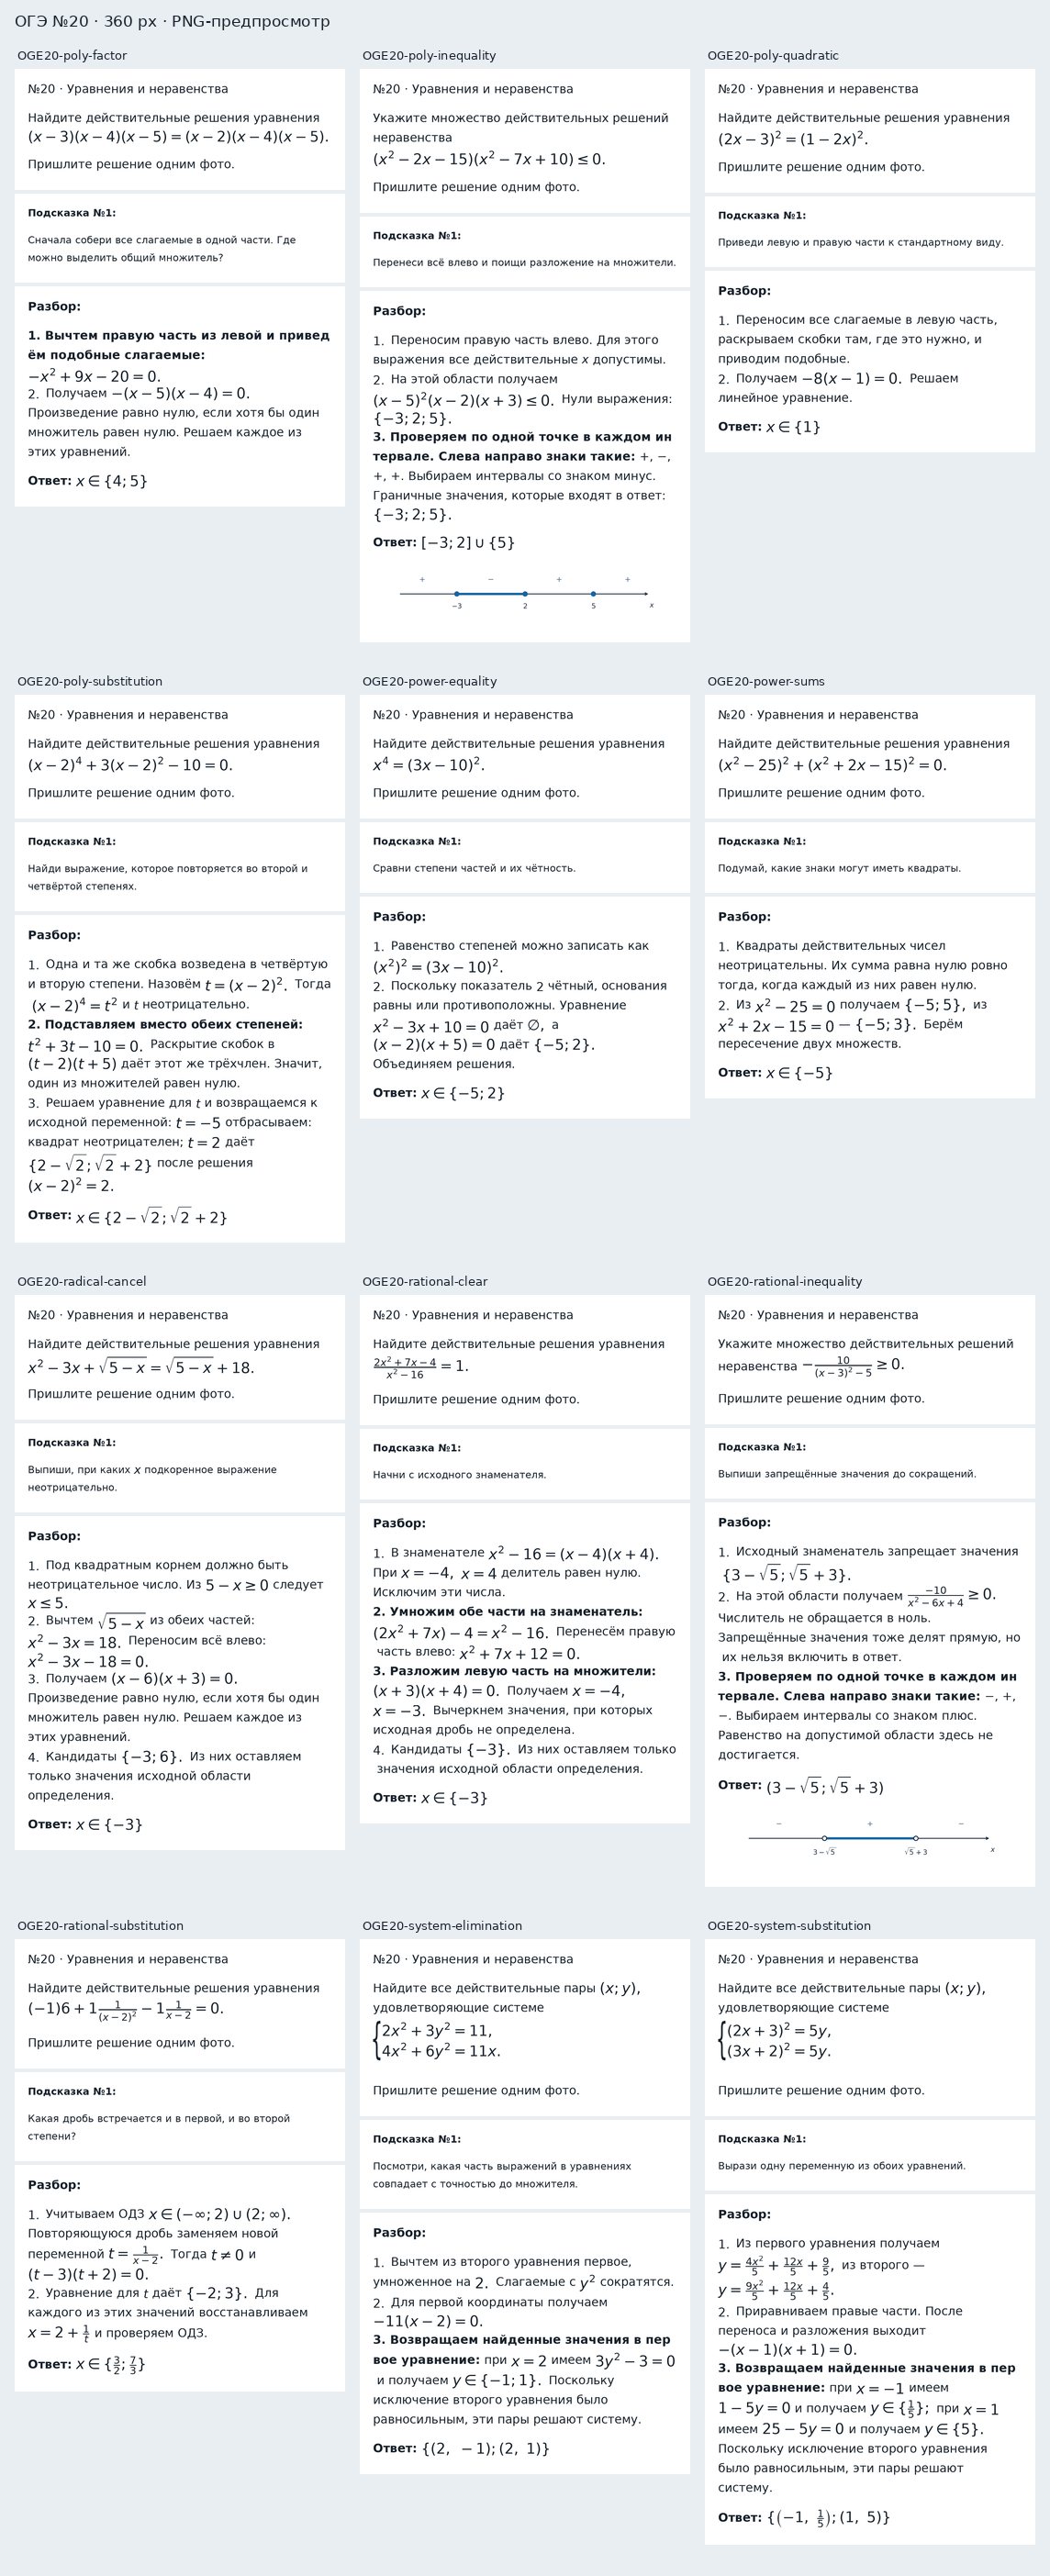 ОГЭ №20 · 360 px · PNG-предпросмотр
OGE20-poly-factor
№20 · Уравнения и неравенства
Найдите действительные решения уравнения
(x − 3)(x − 4)(x − 5) = (x − 2)(x − 4)(x − 5).
Пришлите решение одним фото.
Подсказка №1:
Сначала собери все слагаемые в одной части. Где
можно выделить общий множитель?
Разбор:
1. Вычтем правую часть из левой и привед
ём подобные слагаемые:
−x² + 9x − 20 = 0.
2. Получаем −(x − 5)(x − 4) = 0.
Произведение равно нулю, если хотя бы один
множитель равен нулю. Решаем каждое из
этих уравнений.
Ответ: x ∈ {4; 5}
OGE20-poly-inequality
№20 · Уравнения и неравенства
Укажите множество действительных решений
неравенства
(x² − 2x − 15)(x² − 7x + 10) ≤ 0.
Пришлите решение одним фото.
Подсказка №1:
Перенеси всё влево и поищи разложение на множители.
Разбор:
1. Переносим правую часть влево. Для этого
выражения все действительные x допустимы.
2. На этой области получаем
(x − 5)²(x − 2)(x + 3) ≤ 0. Нули выражения:
{−3; 2; 5}.
3. Проверяем по одной точке в каждом ин
тервале. Слева направо знаки такие: +, −,
+, +. Выбираем интервалы со знаком минус.
Граничные значения, которые входят в ответ:
{−3; 2; 5}.
Ответ: [−3; 2] ∪ {5}
+ − + +
−3 2 5 x
OGE20-poly-quadratic
№20 · Уравнения и неравенства
Найдите действительные решения уравнения
(2x − 3)² = (1 − 2x)².
Пришлите решение одним фото.
Подсказка №1:
Приведи левую и правую части к стандартному виду.
Разбор:
1. Переносим все слагаемые в левую часть,
раскрываем скобки там, где это нужно, и
приводим подобные.
2. Получаем −8(x − 1) = 0. Решаем
линейное уравнение.
Ответ: x ∈ {1}
OGE20-poly-substitution
№20 · Уравнения и неравенства
Найдите действительные решения уравнения
(x − 2)⁴ + 3(x − 2)² − 10 = 0.
Пришлите решение одним фото.
Подсказка №1:
Найди выражение, которое повторяется во второй и
четвёртой степенях.
Разбор:
1. Одна и та же скобка возведена в четвёртую
и вторую степени. Назовём t = (x − 2)². Тогда
(x − 2)⁴ = t² и t неотрицательно.
2. Подставляем вместо обеих степеней:
t² + 3t − 10 = 0. Раскрытие скобок в
(t − 2)(t + 5) даёт этот же трёхчлен. Значит,
один из множителей равен нулю.
3. Решаем уравнение для t и возвращаемся к
исходной переменной: t = −5 отбрасываем:
квадрат неотрицателен; t = 2 даёт
{2 − √2; √2 + 2} после решения
(x − 2)² = 2.
Ответ: x ∈ {2 − √2; √2 + 2}
OGE20-power-equality
№20 · Уравнения и неравенства
Найдите действительные решения уравнения
x⁴ = (3x − 10)².
Пришлите решение одним фото.
Подсказка №1:
Сравни степени частей и их чётность.
Разбор:
1. Равенство степеней можно записать как
(x²)² = (3x − 10)².
2. Поскольку показатель 2 чётный, основания
равны или противоположны. Уравнение
x² − 3x + 10 = 0 даёт ∅, а
(x − 2)(x + 5) = 0 даёт {−5; 2}.
Объединяем решения.
Ответ: x ∈ {−5; 2}
OGE20-power-sums
№20 · Уравнения и неравенства
Найдите действительные решения уравнения
(x² − 25)² + (x² + 2x − 15)² = 0.
Пришлите решение одним фото.
Подсказка №1:
Подумай, какие знаки могут иметь квадраты.
Разбор:
1. Квадраты действительных чисел
неотрицательны. Их сумма равна нулю ровно
тогда, когда каждый из них равен нулю.
2. Из x² − 25 = 0 получаем {−5; 5}, из
x² + 2x − 15 = 0 — {−5; 3}. Берём
пересечение двух множеств.
Ответ: x ∈ {−5}
OGE20-radical-cancel
№20 · Уравнения и неравенства
Найдите действительные решения уравнения
x² − 3x + √(5 − x) = √(5 − x) + 18.
Пришлите решение одним фото.
Подсказка №1:
Выпиши, при каких x подкоренное выражение
неотрицательно.
Разбор:
1. Под квадратным корнем должно быть
неотрицательное число. Из 5 − x ≥ 0 следует
x ≤ 5.
2. Вычтем √(5 − x) из обеих частей:
x² − 3x = 18. Переносим всё влево:
x² − 3x − 18 = 0.
3. Получаем (x − 6)(x + 3) = 0.
Произведение равно нулю, если хотя бы один
множитель равен нулю. Решаем каждое из
этих уравнений.
4. Кандидаты {−3; 6}. Из них оставляем
только значения исходной области
определения.
Ответ: x ∈ {−3}
OGE20-rational-clear
№20 · Уравнения и неравенства
Найдите действительные решения уравнения
(2x² + 7x − 4)/(x² − 16) = 1.
Пришлите решение одним фото.
Подсказка №1:
Начни с исходного знаменателя.
Разбор:
1. В знаменателе x² − 16 = (x − 4)(x + 4).
При x = −4, x = 4 делитель равен нулю.
Исключим эти числа.
2. Умножим обе части на знаменатель:
(2x² + 7x) − 4 = x² − 16. Перенесём правую
часть влево: x² + 7x + 12 = 0.
3. Разложим левую часть на множители:
(x + 3)(x + 4) = 0. Получаем x = −4,
x = −3. Вычеркнем значения, при которых
исходная дробь не определена.
4. Кандидаты {−3}. Из них оставляем только
значения исходной области определения.
Ответ: x ∈ {−3}
OGE20-rational-inequality
№20 · Уравнения и неравенства
Укажите множество действительных решений
неравенства −10/((x − 3)² − 5) ≥ 0.
Пришлите решение одним фото.
Подсказка №1:
Выпиши запрещённые значения до сокращений.
Разбор:
1. Исходный знаменатель запрещает значения
{3 − √5; √5 + 3}.
2. На этой области получаем −10/(x² − 6x + 4) ≥ 0.
Числитель не обращается в ноль.
Запрещённые значения тоже делят прямую, но
их нельзя включить в ответ.
3. Проверяем по одной точке в каждом ин
тервале. Слева направо знаки такие: −, +,
−. Выбираем интервалы со знаком плюс.
Равенство на допустимой области здесь не
достигается.
Ответ: (3 − √5; √5 + 3)
− + −
3 − √5 √5 + 3 x
OGE20-rational-substitution
№20 · Уравнения и неравенства
Найдите действительные решения уравнения
(−1)6 + 1 1/(x − 2)² − 1 1/(x − 2) = 0.
Пришлите решение одним фото.
Подсказка №1:
Какая дробь встречается и в первой, и во второй
степени?
Разбор:
1. Учитываем ОДЗ x ∈ (−∞; 2) ∪ (2; ∞).
Повторяющуюся дробь заменяем новой
переменной t = 1/(x − 2). Тогда t ≠ 0 и
(t − 3)(t + 2) = 0.
2. Уравнение для t даёт {−2; 3}. Для
каждого из этих значений восстанавливаем
x = 2 + 1/t и проверяем ОДЗ.
Ответ: x ∈ {3/2; 7/3}
OGE20-system-elimination
№20 · Уравнения и неравенства
Найдите все действительные пары (x; y),
удовлетворяющие системе
{2x² + 3y² = 11,
4x² + 6y² = 11x.
Пришлите решение одним фото.
Подсказка №1:
Посмотри, какая часть выражений в уравнениях
совпадает с точностью до множителя.
Разбор:
1. Вычтем из второго уравнения первое,
умноженное на 2. Слагаемые с y² сократятся.
2. Для первой координаты получаем
−11(x − 2) = 0.
3. Возвращаем найденные значения в пер
вое уравнение: при x = 2 имеем 3y² − 3 = 0
и получаем y ∈ {−1; 1}. Поскольку
исключение второго уравнения было
равносильным, эти пары решают систему.
Ответ: {(2, −1); (2, 1)}
OGE20-system-substitution
№20 · Уравнения и неравенства
Найдите все действительные пары (x; y),
удовлетворяющие системе
{(2x + 3)² = 5y,
(3x + 2)² = 5y.
Пришлите решение одним фото.
Подсказка №1:
Вырази одну переменную из обоих уравнений.
Разбор:
1. Из первого уравнения получаем
y = 4x²/5 + 12x/5 + 9/5, из второго —
y = 9x²/5 + 12x/5 + 4/5.
2. Приравниваем правые части. После
переноса и разложения выходит
−(x − 1)(x + 1) = 0.
3. Возвращаем найденные значения в пер
вое уравнение: при x = −1 имеем
1 − 5y = 0 и получаем y ∈ {1/5}; при x = 1
имеем 25 − 5y = 0 и получаем y ∈ {5}.
Поскольку исключение второго уравнения
было равносильным, эти пары решают
систему.
Ответ: {(−1, 1/5); (1, 5)}